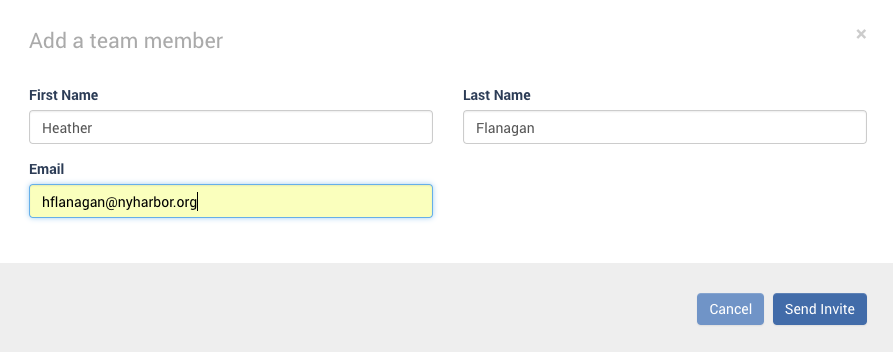 Add a team member
×
First Name
Last Name
Heather
Flanagan
Email
hflanagan@nyharbor.org
Cancel
Send Invite